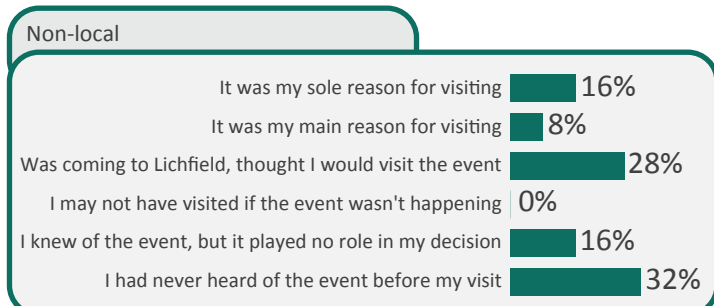 Non-local
It was my sole reason for visiting 16%
It was my main reason for visiting 8%
Was coming to Lichfield, thought I would visit the event 28%
I may not have visited if the event wasn't happening 0%
I knew of the event, but it played no role in my decision 16%
I had never heard of the event before my visit 32%